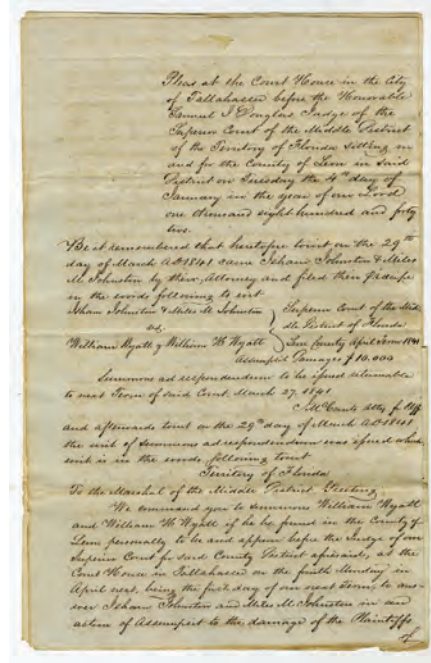 Pleas at the Court House in the City
of Tallahassee before the Honorable
Samuel J Douglas Judge of the
Superior Court of the Middle District
of the Territory of Florida sitting in
and for the County of Leon in said
District on Tuesday the 4th day of
January in the year of our Lord
one thousand eight hundred and forty
two.
Be it remembered that heretofore towit on the 29th
day of March AD 1841 came Isham Johnston & Miles
M Johnston by their Attorney and filed their Precipe
in the words following to wit
Isham Johnston & Miles M Johnston } Superior Court of the Mid-
vs. } dle District of Florida
William Wyatt & William H Wyatt } Leon County April Term 1841
Assumpsit Damages $10.000
Summons ad respondendum to be issued returnable
to next Term of said Court March 27. 1841
Atty f. Plff
and afterwards towit on the 29th day of March AD 1841
the writ of summons ad respondendum was issued which
writ is in the words following towit
Territory of Florida
To the Marshal of the Middle District, Greeting
We command you to summons William Wyatt
and William H Wyatt if he be found in the County of
Leon personally to be and appear before the Judge of our
Superior Court for said County District aforesaid, at the
Court House in Tallahassee on the fourth Monday in
April next, being the first day of our next term, to ans-
wer Isham Johnston and Miles M Johnston in an
action of Assumpsit to the damage of the Plaintiffs
of